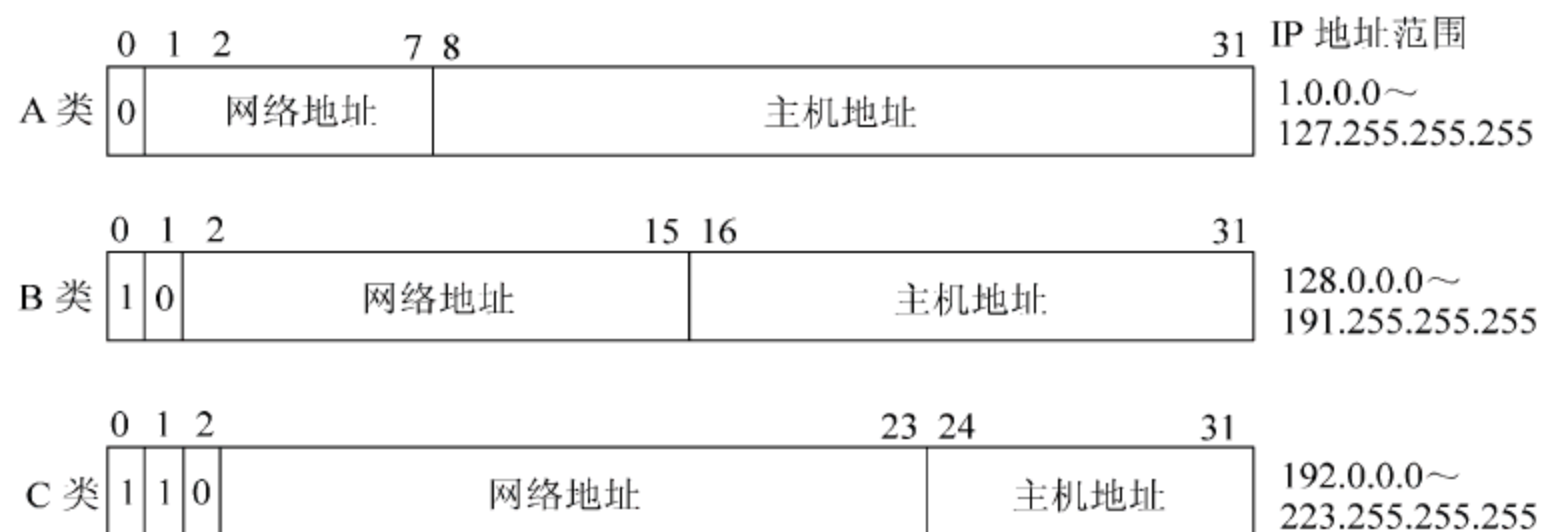 0 1 2 7 8 31 IP 地址范围
A 类 0 网络地址 主机地址 1.0.0.0～
127.255.255.255
0 1 2 15 16 31
B 类 1 0 网络地址 主机地址 128.0.0.0～
191.255.255.255
0 1 2 23 24 31
C 类 1 1 0 网络地址 主机地址 192.0.0.0～
223.255.255.255